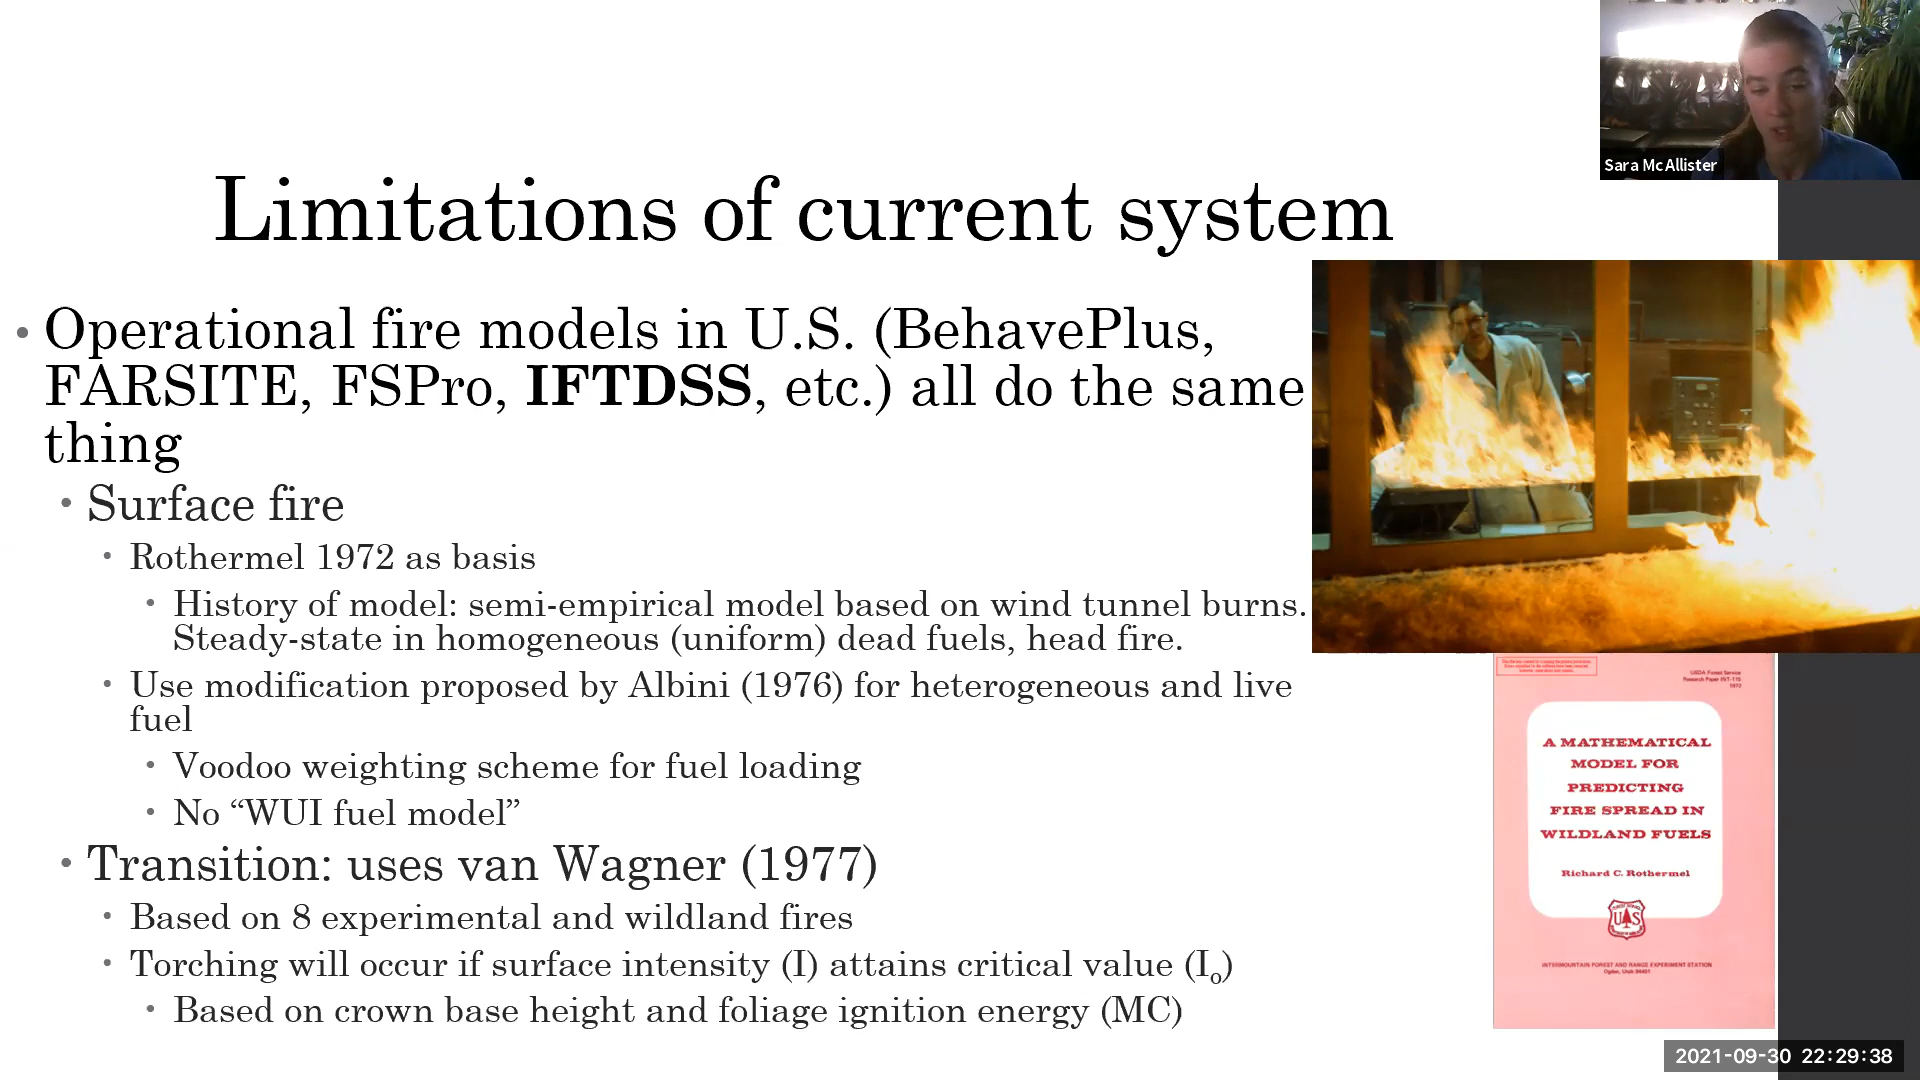 Sara McAllister
Limitations of current system
• Operational fire models in U.S. (BehavePlus,
FARSITE, FSPro, IFTDSS, etc.) all do the same
thing
• Surface fire
• Rothermel 1972 as basis
• History of model: semi-empirical model based on wind tunnel burns.
Steady-state in homogeneous (uniform) dead fuels, head fire.
• Use modification proposed by Albini (1976) for heterogeneous and live
fuel
• Voodoo weighting scheme for fuel loading
• No “WUI fuel model”
• Transition: uses van Wagner (1977)
• Based on 8 experimental and wildland fires
• Torching will occur if surface intensity (I) attains critical value (Io)
• Based on crown base height and foliage ignition energy (MC)
USDA Forest Service
Research Paper INT-115
1972
A MATHEMATICAL
MODEL FOR
PREDICTING
FIRE SPREAD IN
WILDLAND FUELS
Richard C. Rothermel
UAS
INTERMOUNTAIN FOREST AND RANGE EXPERIMENT STATION
Ogden, Utah 84401
2021-09-30 22:29:38